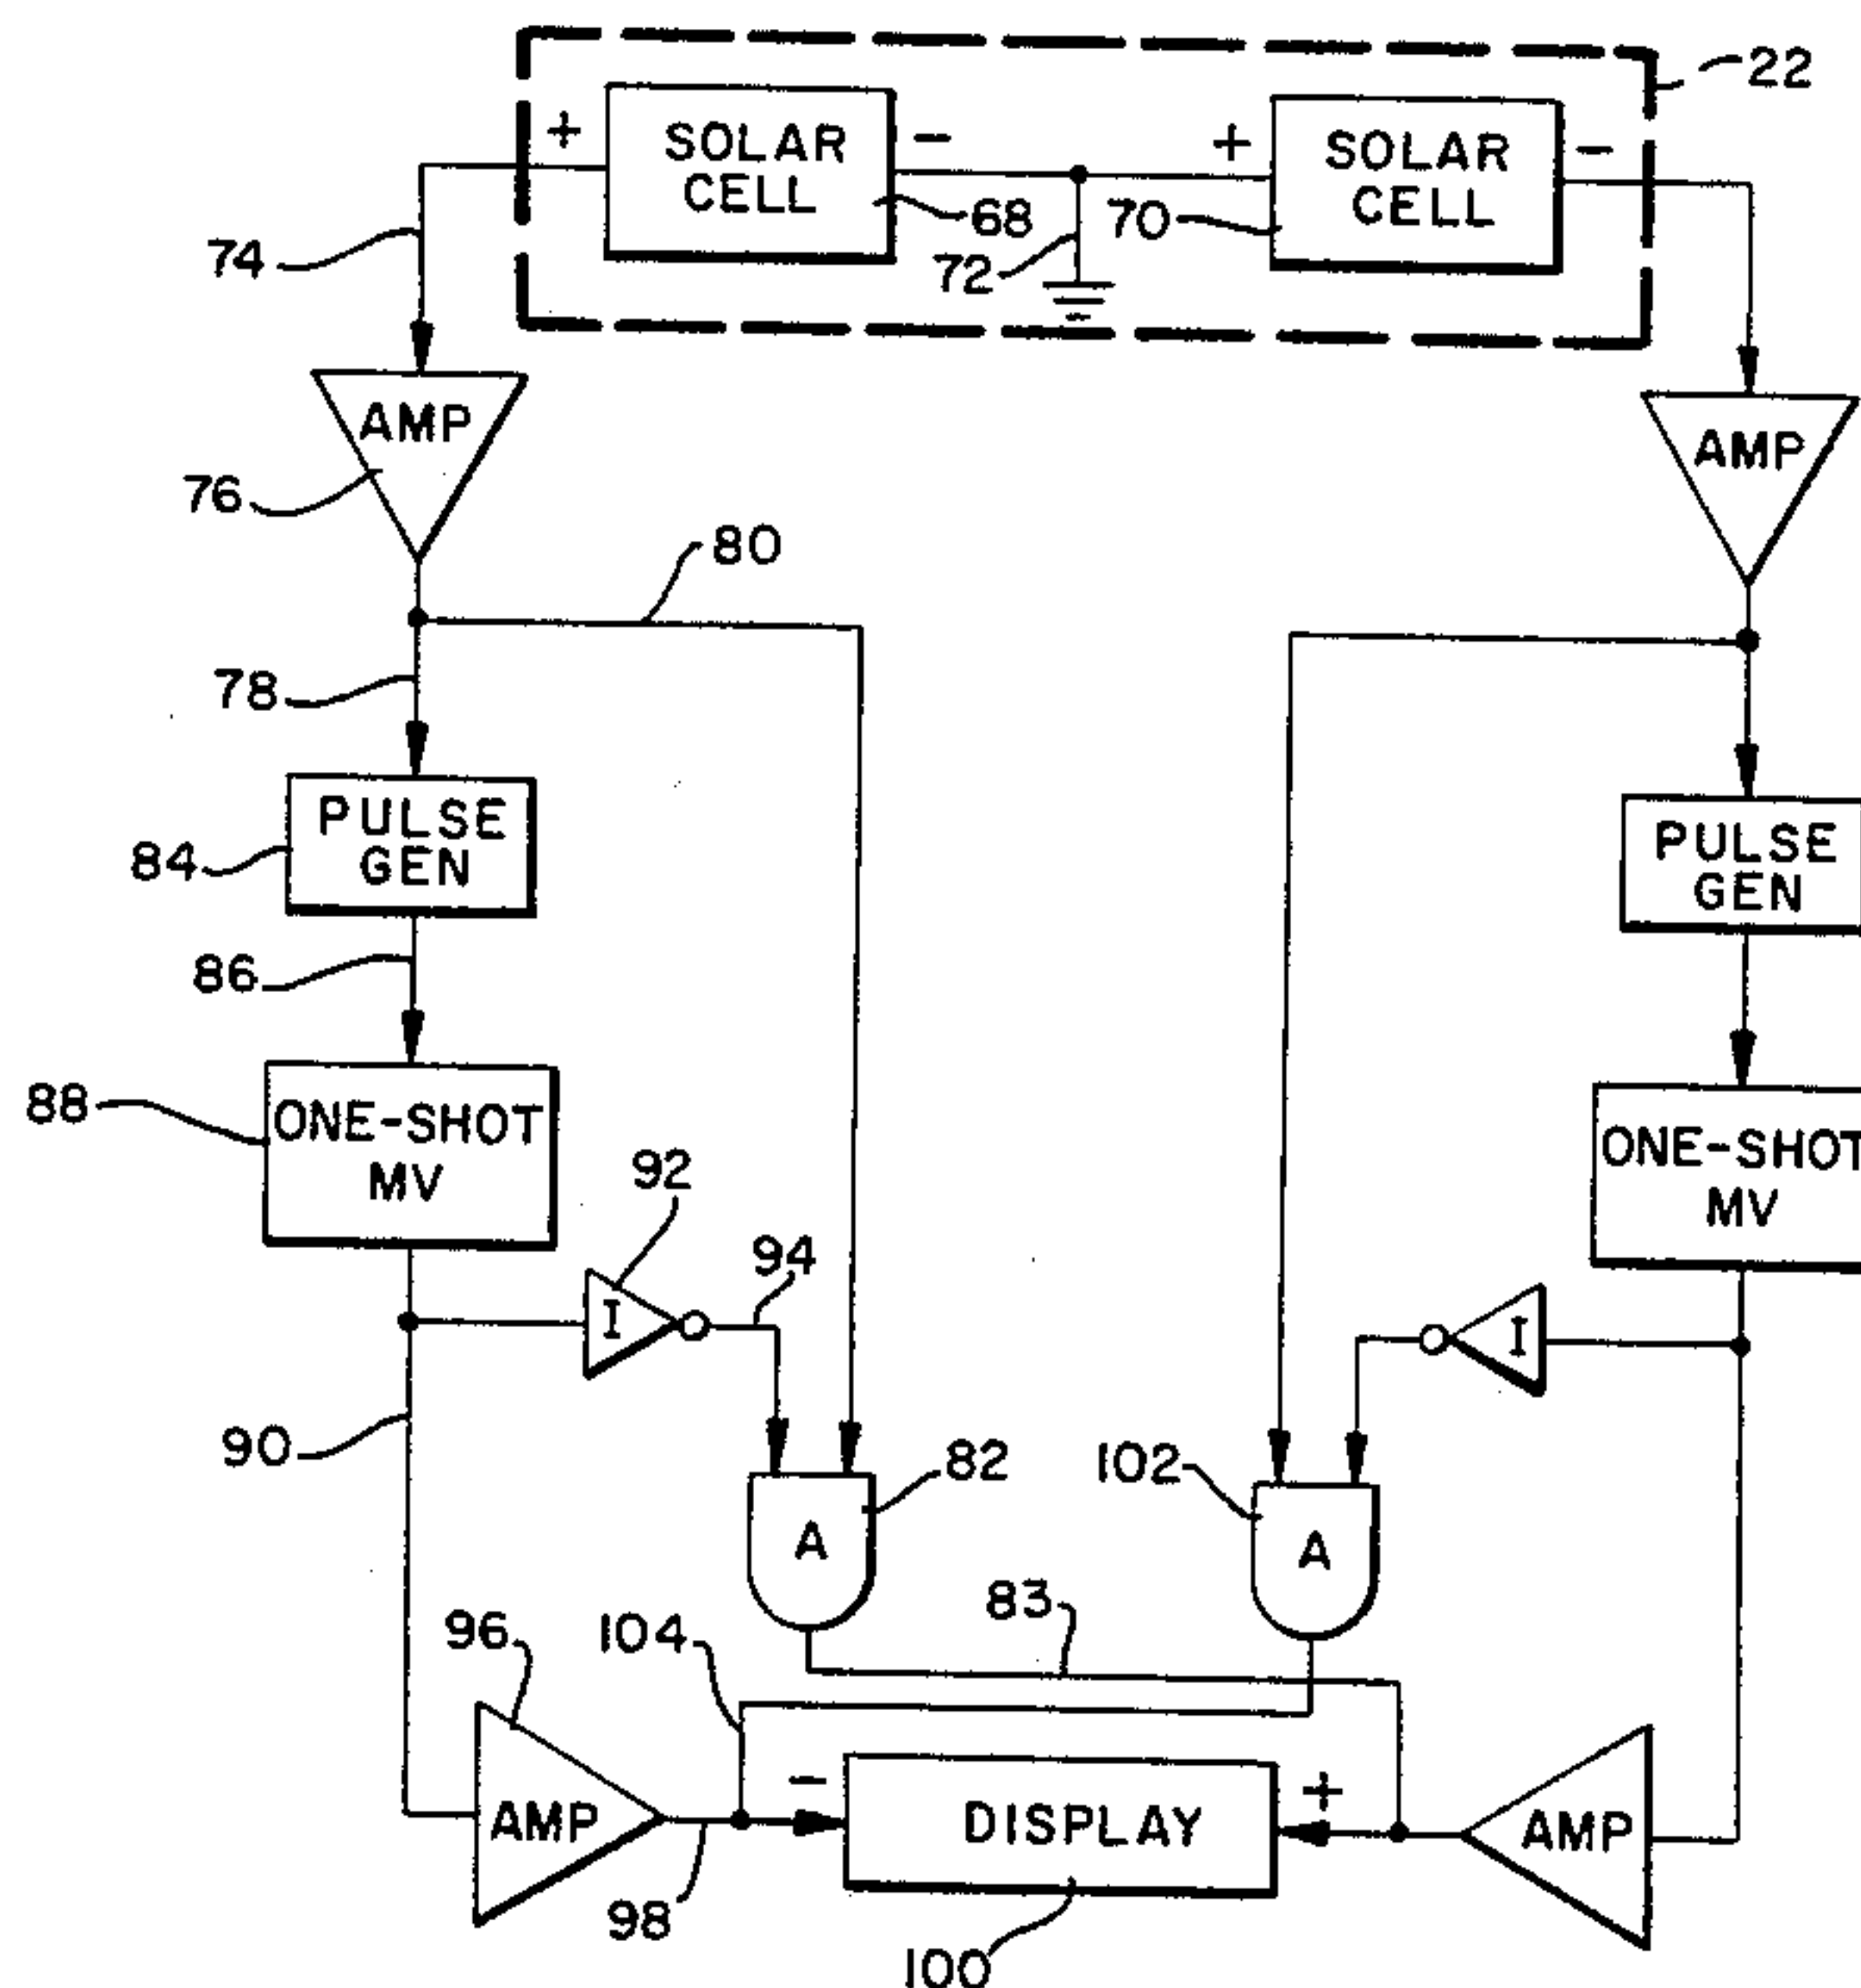 22
+ SOLAR CELL -
68
+ SOLAR CELL -
70
72
74
AMP
76
AMP
80
78
PULSE GEN
84
PULSE GEN
86
ONE-SHOT MV
88
ONE-SHOT MV
92
I
94
I
90
A
82
A
102
83
104
96
AMP
98
- DISPLAY +
100
AMP